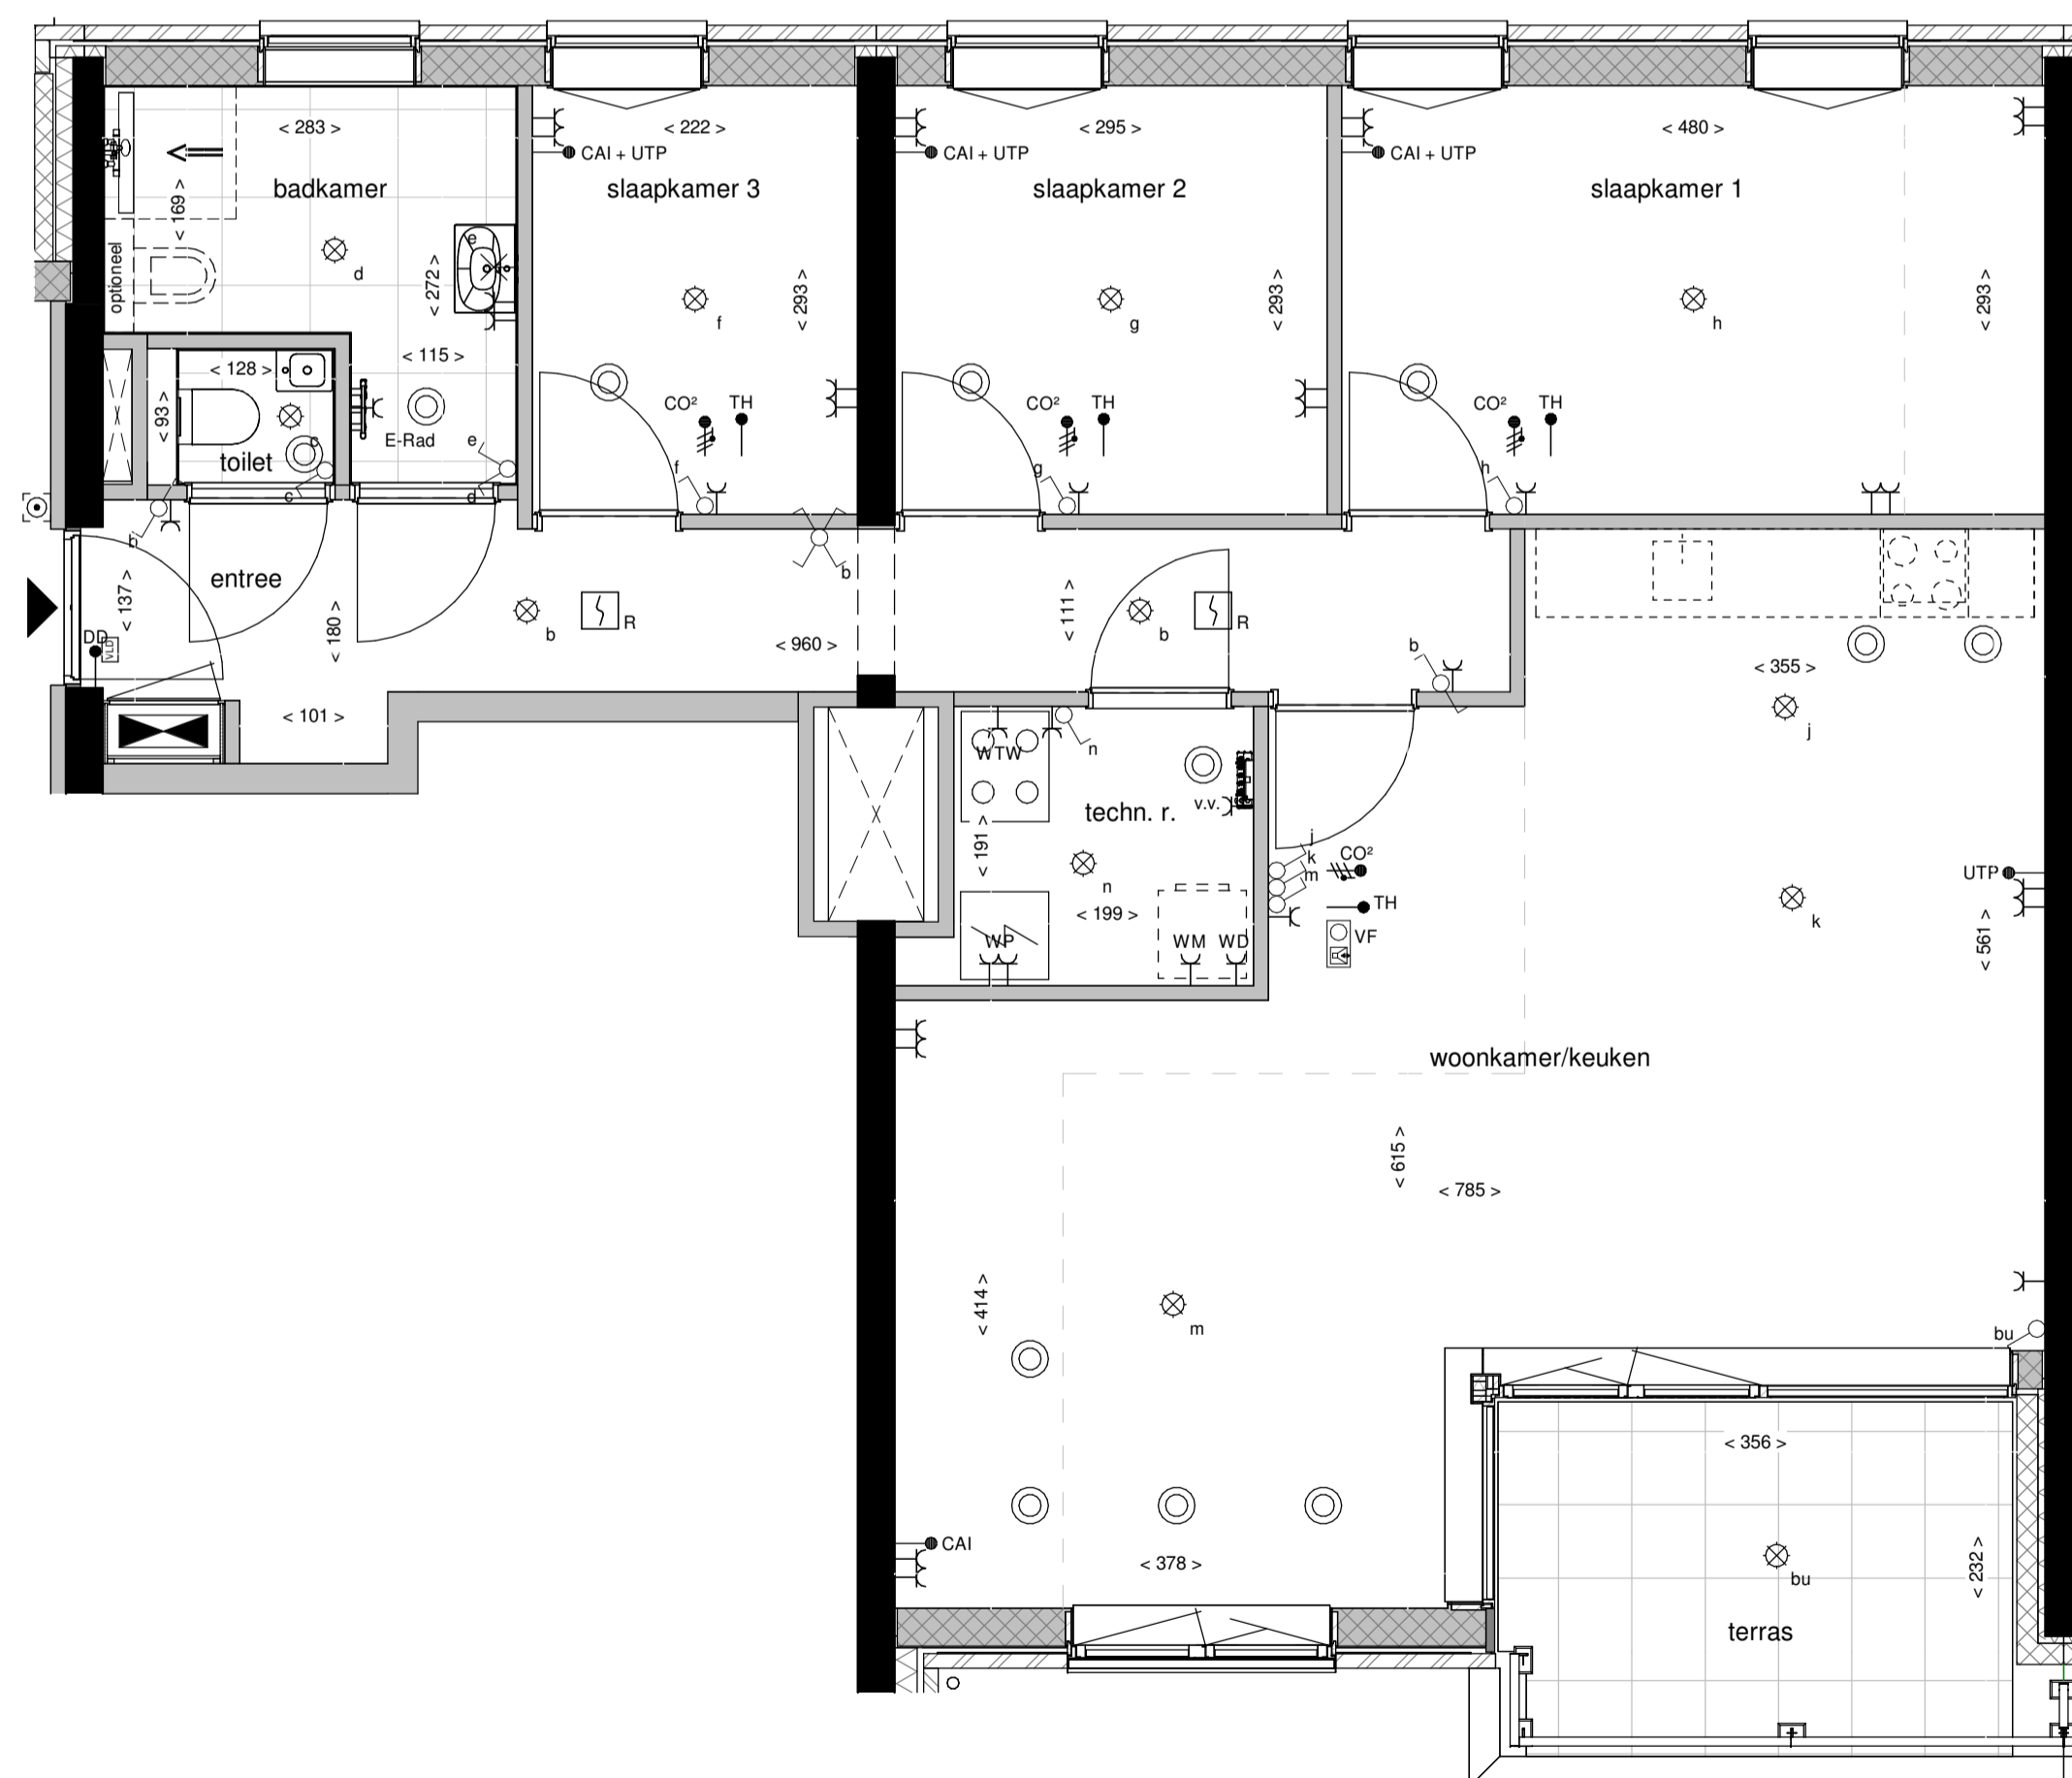 < 283 >
< 222 >
< 295 >
< 480 >
CAI + UTP
CAI + UTP
CAI + UTP
badkamer
slaapkamer 3
slaapkamer 2
slaapkamer 1
< 169 >
optioneel
d
e
< 272 >
f
< 293 >
g
< 293 >
h
< 293 >
< 128 >
< 115 >
< 93 >
c
toilet
c
E-Rad
e
d
CO²
TH
f
CO²
TH
g
CO²
TH
h
b
entree
< 137 >
DD
VLD
< 180 >
b
R
b
< 960 >
< 111 >
b
R
b
< 101 >
< 355 >
j
WTW
n
techn. r.
v.v.
< 191 >
n
< 199 >
WP
WM
WD
j
k
m
CO²
TH
VF
UTP
k
< 561 >
woonkamer/keuken
< 615 >
< 785 >
< 414 >
m
bu
CAI
< 378 >
< 356 >
bu
< 232 >
terras